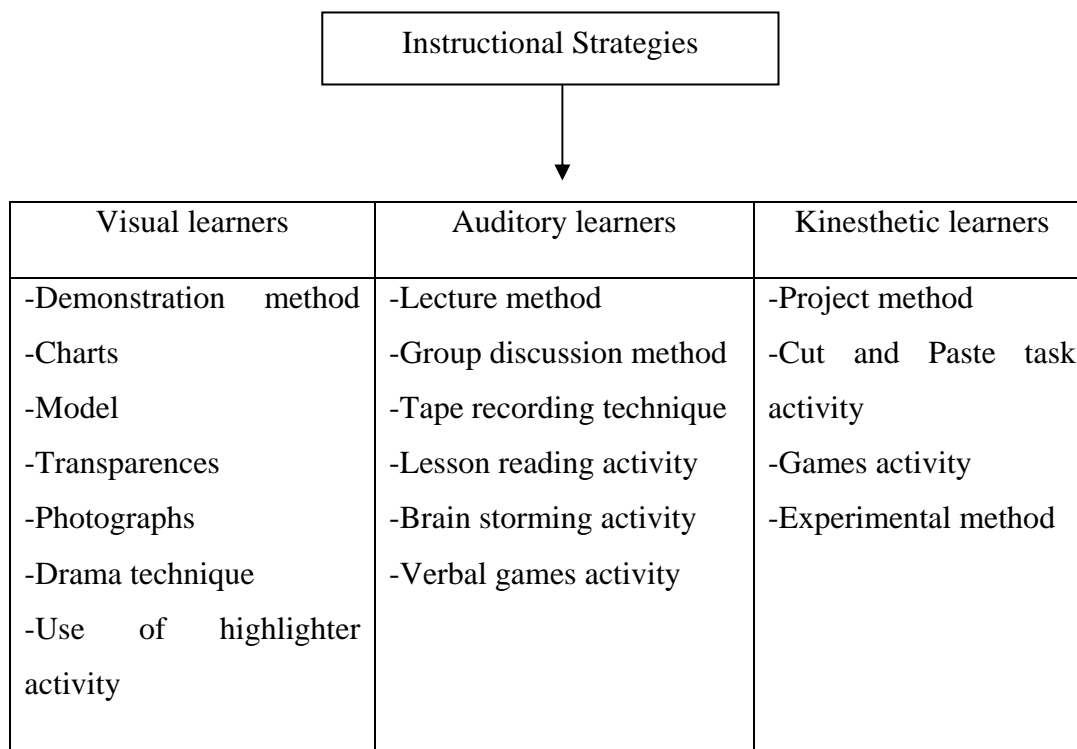 Instructional Strategies
Visual learners
Auditory learners
Kinesthetic learners
-Demonstration method
-Charts
-Model
-Transparences
-Photographs
-Drama technique
-Use of highlighter
activity
-Lecture method
-Group discussion method
-Tape recording technique
-Lesson reading activity
-Brain storming activity
-Verbal games activity
-Project method
-Cut and Paste task
activity
-Games activity
-Experimental method